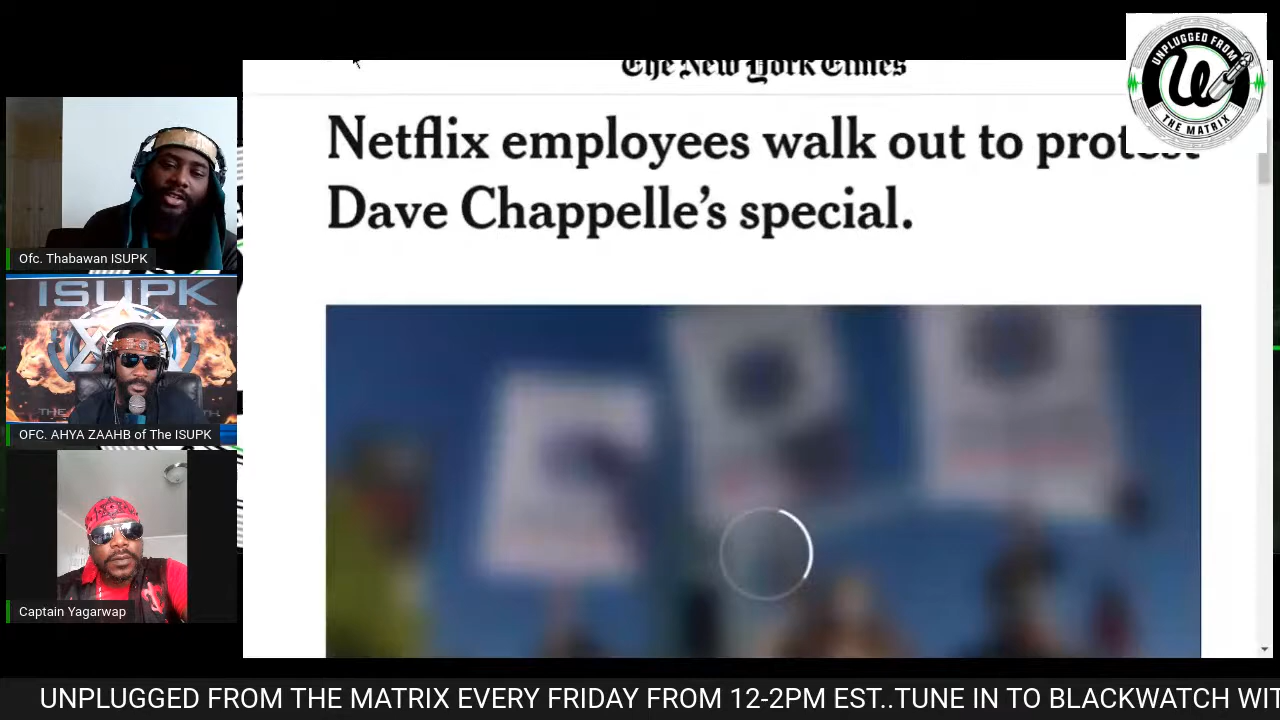 The New York Times
Netflix employees walk out to protest
Dave Chappelle's special.
UNPLUGGED FROM
THE MATRIX
Ofc. Thabawan ISUPK
ISUPK
THE
OFC. AHYA ZAAHB of The ISUPK
Captain Yagarwap
UNPLUGGED FROM THE MATRIX EVERY FRIDAY FROM 12-2PM EST..TUNE IN TO BLACKWATCH WIT